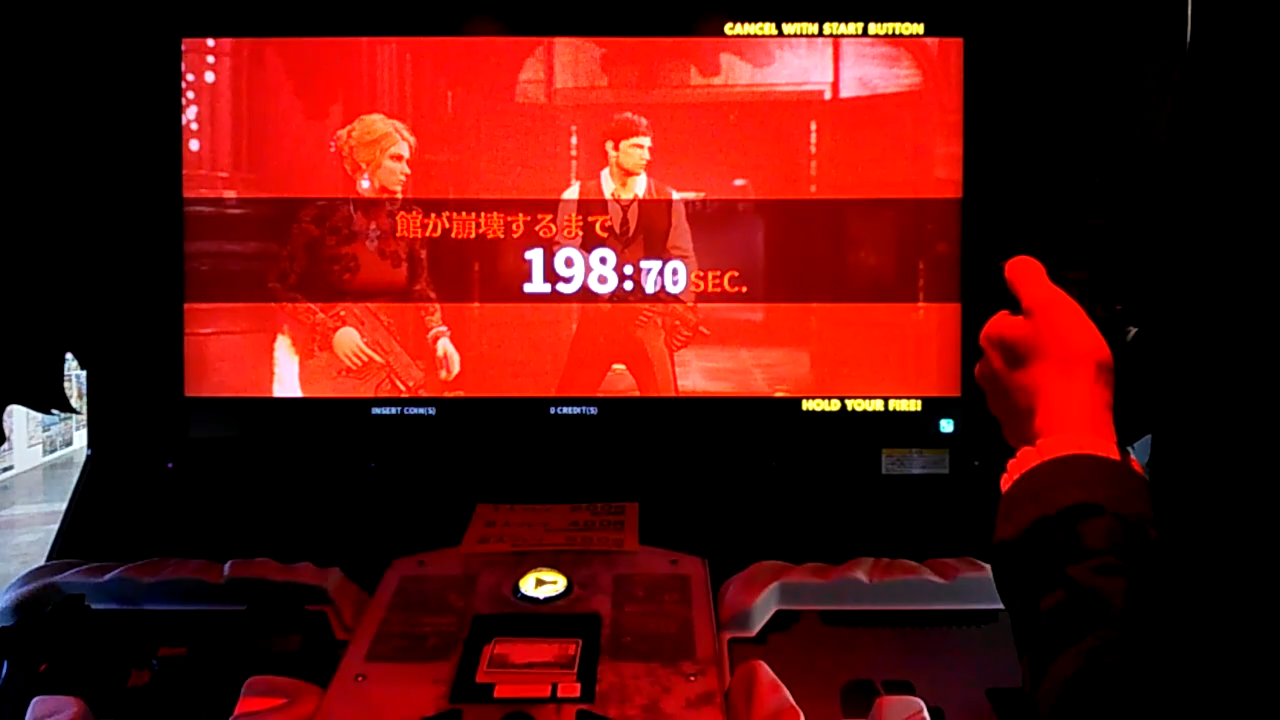 CANCEL WITH START BUTTON
館が崩壊するまで
198:70 SEC.
INSERT COIN(S)
0 CREDIT(S)
HOLD YOUR FIRE!